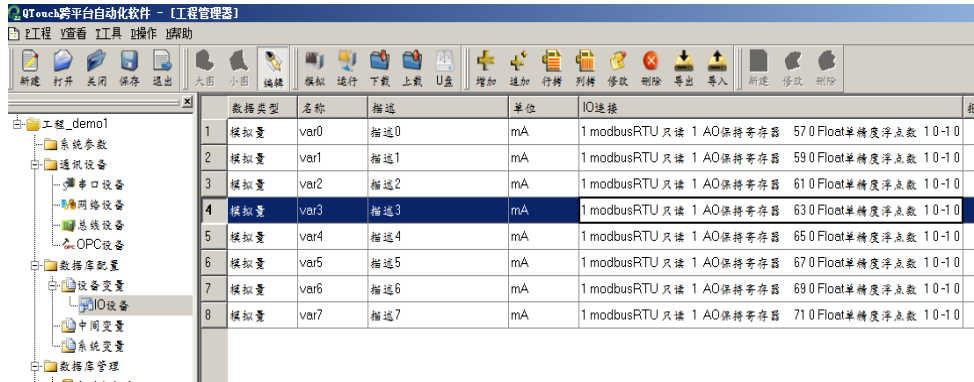 QTouch跨平台自动化软件 - [工程管理器]
P工程 V查看 T工具 O操作 H帮助
新建 打开 关闭 保存 退出 大图 小图 编辑 模拟 运行 下载 上载 U盘 增加 追加 行拷 列拷 修改 删除 导出 导入 新建 修改 删除
工程_demo1
系统参数
通讯设备
串口设备
网络设备
总线设备
OPC设备
数据库配置
设备变量
IO设备
中间变量
系统变量
数据库管理
数据类型 名称 描述 单位 IO连接
1 模拟量 var0 描述0 mA 1 modbusRTU 只读 1 AO保持寄存器 57 0 Float单精度浮点数 1 0 -1 0
2 模拟量 var1 描述1 mA 1 modbusRTU 只读 1 AO保持寄存器 59 0 Float单精度浮点数 1 0 -1 0
3 模拟量 var2 描述2 mA 1 modbusRTU 只读 1 AO保持寄存器 61 0 Float单精度浮点数 1 0 -1 0
4 模拟量 var3 描述3 mA 1 modbusRTU 只读 1 AO保持寄存器 63 0 Float单精度浮点数 1 0 -1 0
5 模拟量 var4 描述4 mA 1 modbusRTU 只读 1 AO保持寄存器 65 0 Float单精度浮点数 1 0 -1 0
6 模拟量 var5 描述5 mA 1 modbusRTU 只读 1 AO保持寄存器 67 0 Float单精度浮点数 1 0 -1 0
7 模拟量 var6 描述6 mA 1 modbusRTU 只读 1 AO保持寄存器 69 0 Float单精度浮点数 1 0 -1 0
8 模拟量 var7 描述7 mA 1 modbusRTU 只读 1 AO保持寄存器 71 0 Float单精度浮点数 1 0 -1 0